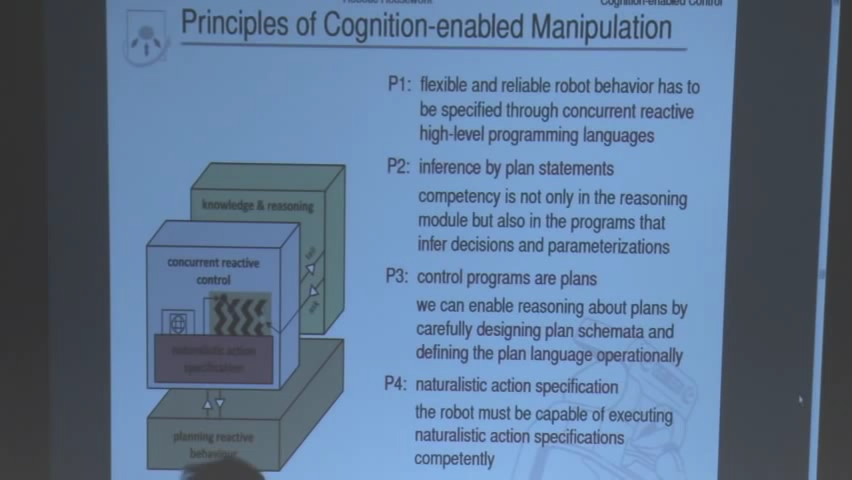 Cognition-enabled Control
Principles of Cognition-enabled Manipulation
P1: flexible and reliable robot behavior has to
be specified through concurrent reactive
high-level programming languages
P2: inference by plan statements
competency is not only in the reasoning
module but also in the programs that
infer decisions and parameterizations
P3: control programs are plans
we can enable reasoning about plans by
carefully designing plan schemata and
defining the plan language operationally
P4: naturalistic action specification
the robot must be capable of executing
naturalistic action specifications
competently
knowledge & reasoning
concurrent reactive
control
naturalistic action
specification
planning reactive
behaviour